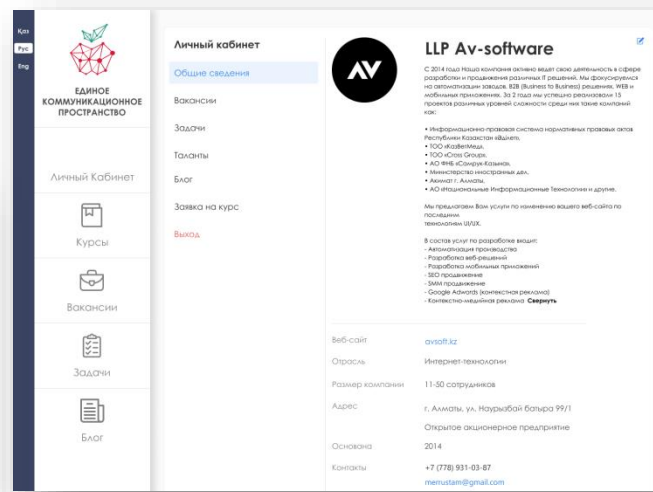 Қаз
Рус
Eng
ЕДИНОЕ
КОММУНИКАЦИОННОЕ
ПРОСТРАНСТВО
Личный Кабинет
Курсы
Вакансии
Задачи
Блог
Личный кабинет
Общие сведения
Вакансии
Задачи
Таланты
Блог
Заявка на курс
Выход
LLP Av-software
С 2014 года Наша компания активно ведет свою деятельность в сфере
разработки и продвижение различных IT решений. Мы фокусируемся
на автоматизации заводов, B2B (Business to Business) решениям, WEB и
мобильных приложениях. За 2 года мы успешно реализовали 15
проектов различных уровней сложности среди них такие компаний
как:
• Информационно-правовая система нормативных правовых актов
Республики Казахстан «Әділет»,
• ТОО «КазВетМед»,
• ТОО «Cross Group»,
• АО ФНБ «Самрук-Казына»,
• Министерство иностранных дел,
• Акимат г. Алматы,
• АО «Национальные Информационные Технологии» и другие.
Мы предлагаем Вам услуги по изменению вашего веб-сайта по
последним
технологиям UI/UX.
В состав услуг по разработке входит:
- Автоматизация производства
- Разработка веб-решений
- Разработка мобильных приложений
- SEO продвижение
- SMM продвижение
- Google Adwords (контекстная реклама)
- Контекстно-медийная реклама Свернуть
Веб-сайт avsoft.kz
Отрасль Интернет-технологии
Размер компании 11-50 сотрудников
Адрес г. Алматы, ул. Наурызбай батыра 99/1
Открытое акционерное предприятие
Основана 2014
Контакты +7 (778) 931-03-87
merrustam@gmail.com